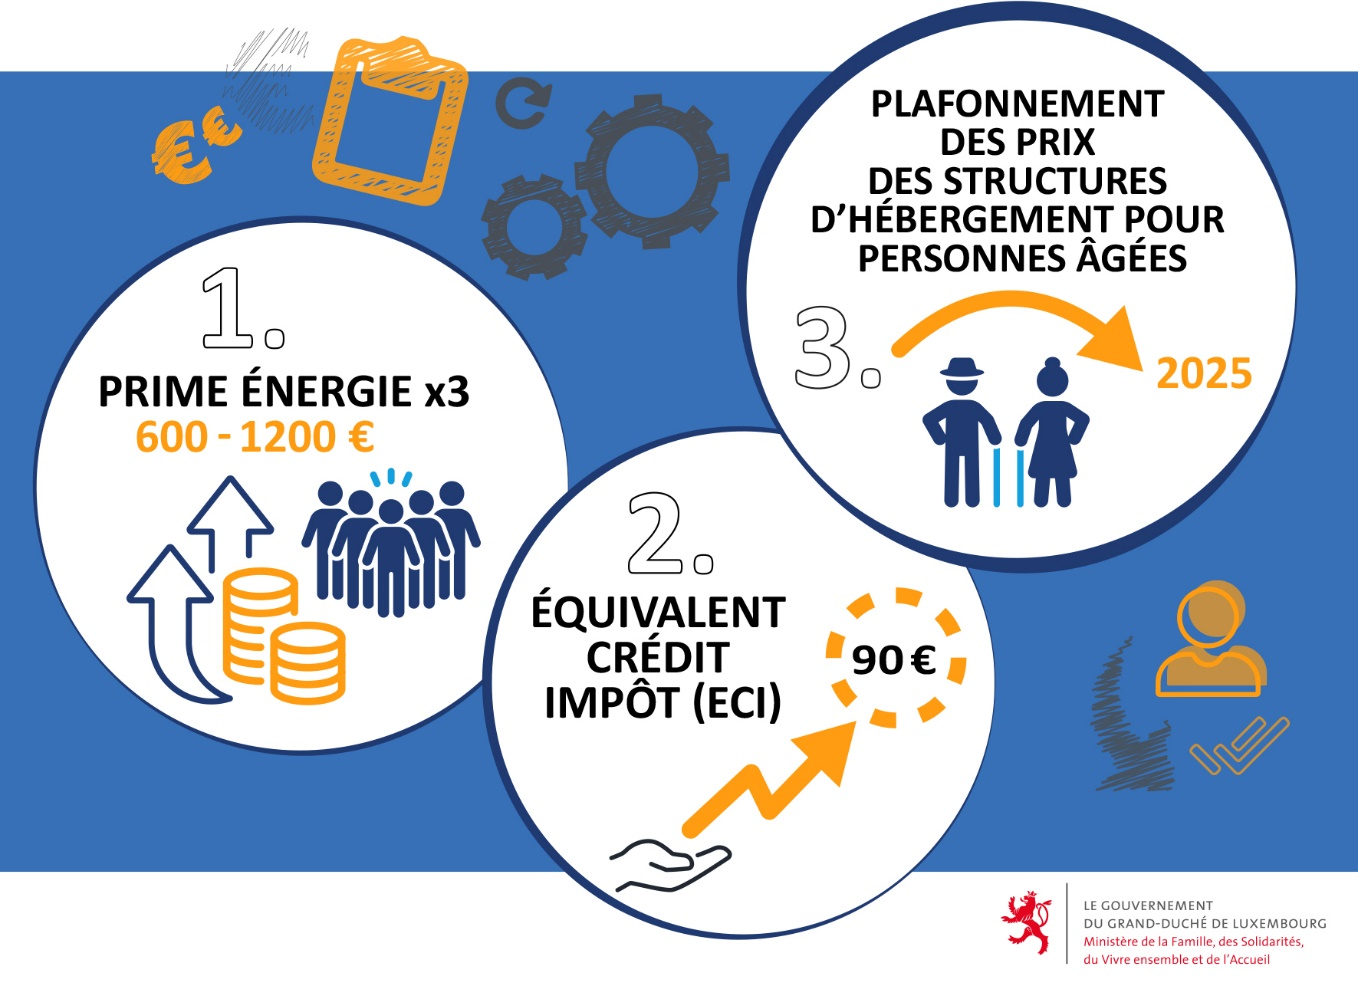 1.
PRIME ÉNERGIE x3
600 - 1200 €
2.
ÉQUIVALENT
CRÉDIT
IMPÔT (ECI)
90 €
PLAFONNEMENT
DES PRIX
DES STRUCTURES
D’HÉBERGEMENT POUR
PERSONNES ÂGÉES
3.
2025
€
€
LE GOUVERNEMENT
DU GRAND-DUCHÉ DE LUXEMBOURG
Ministère de la Famille, des Solidarités,
du Vivre ensemble et de l’Accueil